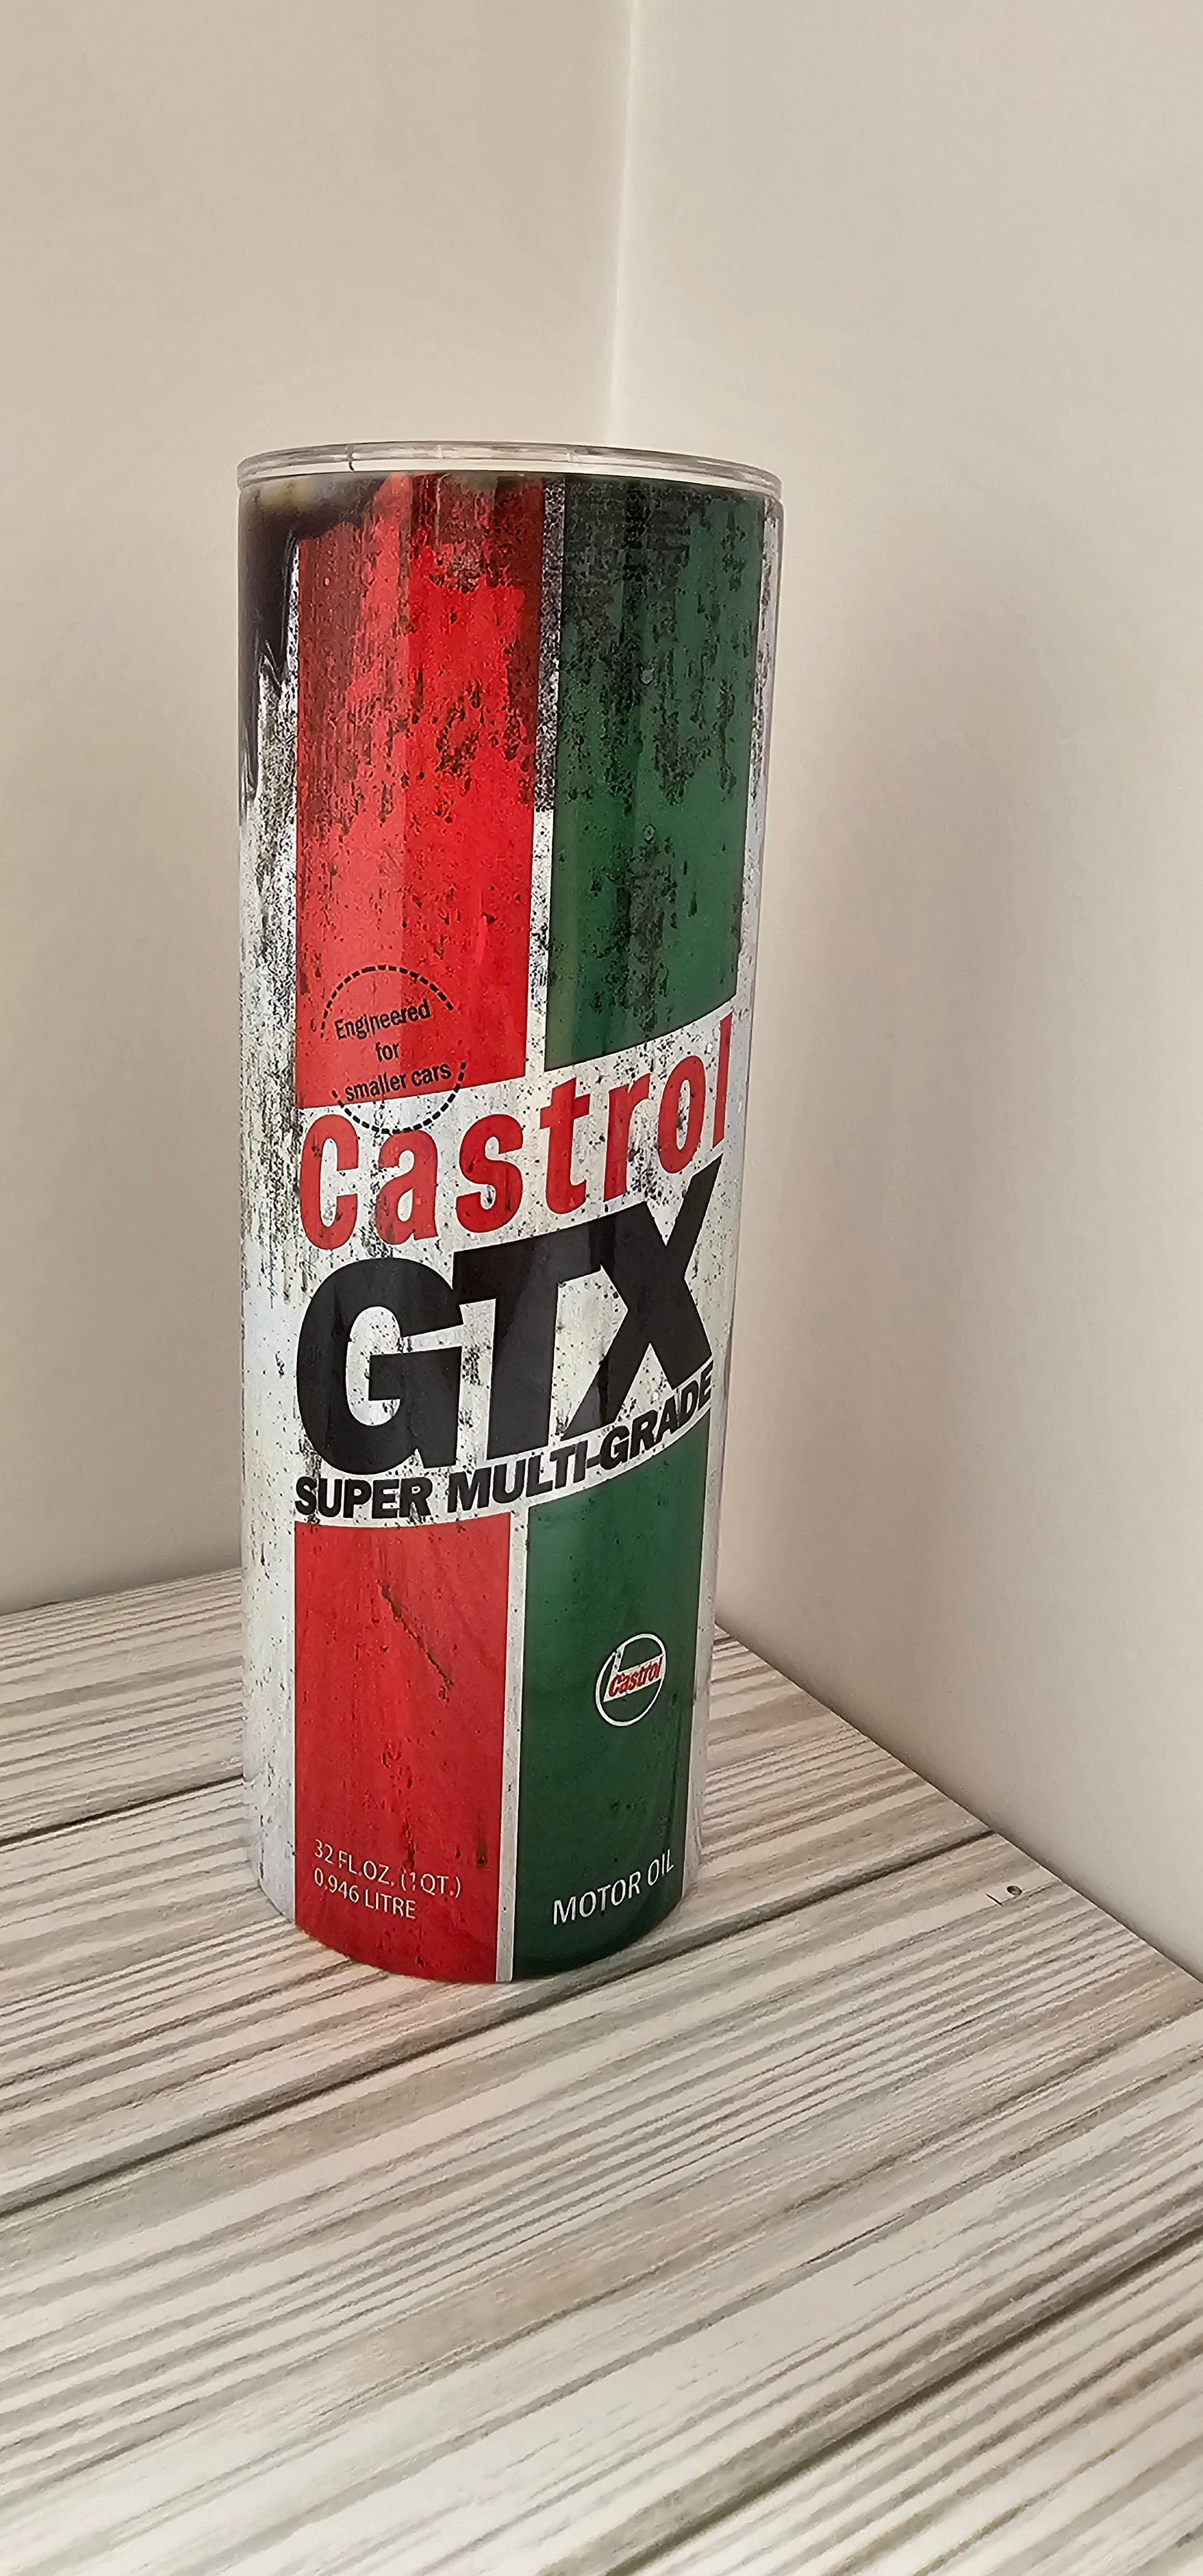 Engineered
for
smaller cars
Castrol
GTX
SUPER MULTI-GRADE
Castrol
32 FL.OZ. (1QT.)
0,946 LITRE
MOTOR OIL